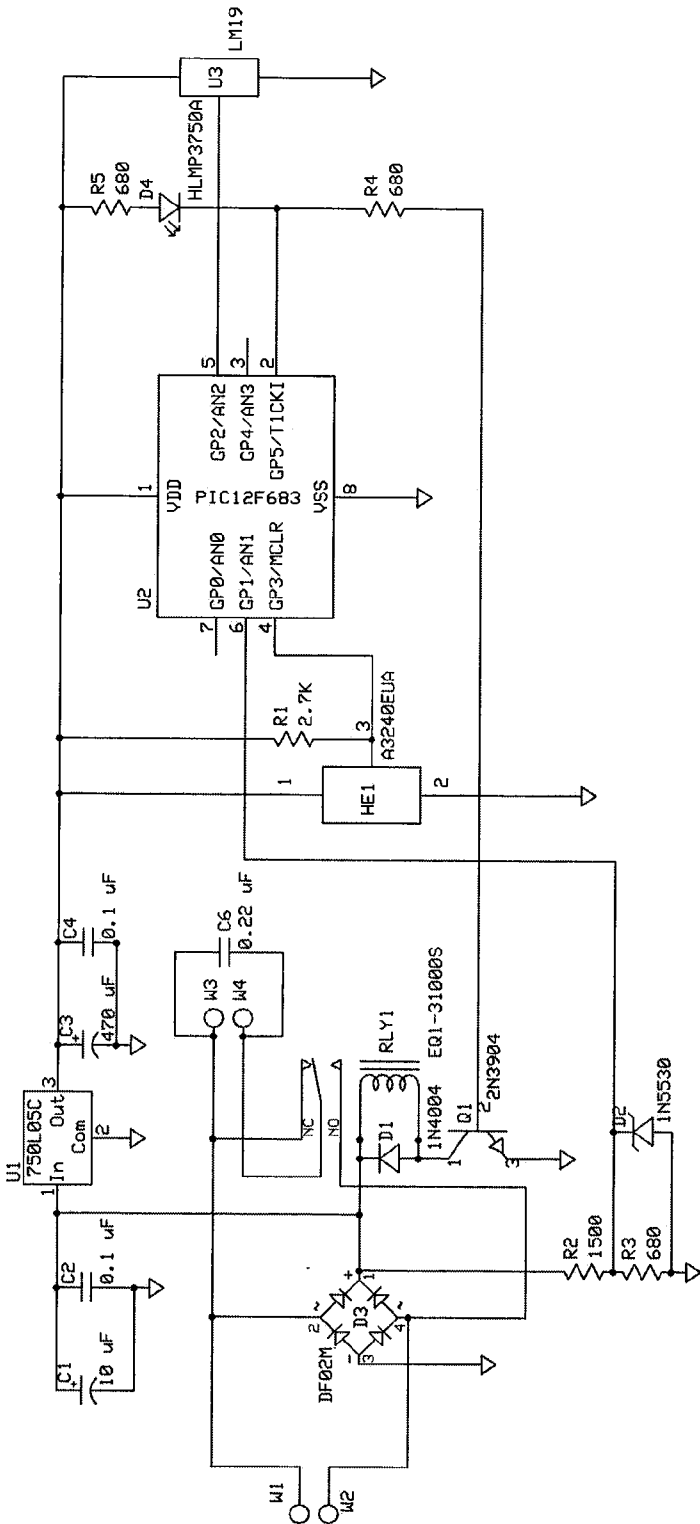 U1
750L05C
1
In
Out
3
Com
2
C1
+
10 uF
C2
0.1 uF
C3
+
470 uF
C4
0.1 uF
W1
W2
DF02M
D3
2
~
+
1
-
3
~
4
W3
W4
C6
0.22 uF
NC
NO
RLY1
EQ1-31000S
D1
1N4004
Q1
1
2
3
2N3904
R2
1500
R3
680
D2
1N5530
HE1
1
2
3
A3240EUA
R1
2.7K
U2
PIC12F683
1
VDD
VSS
8
7
GP0/AN0
6
GP1/AN1
4
GP3/MCLR
GP2/AN2
5
GP4/AN3
3
GP5/T1CKI
2
R5
680
D4
HLMP3750A
R4
680
U3
LM19